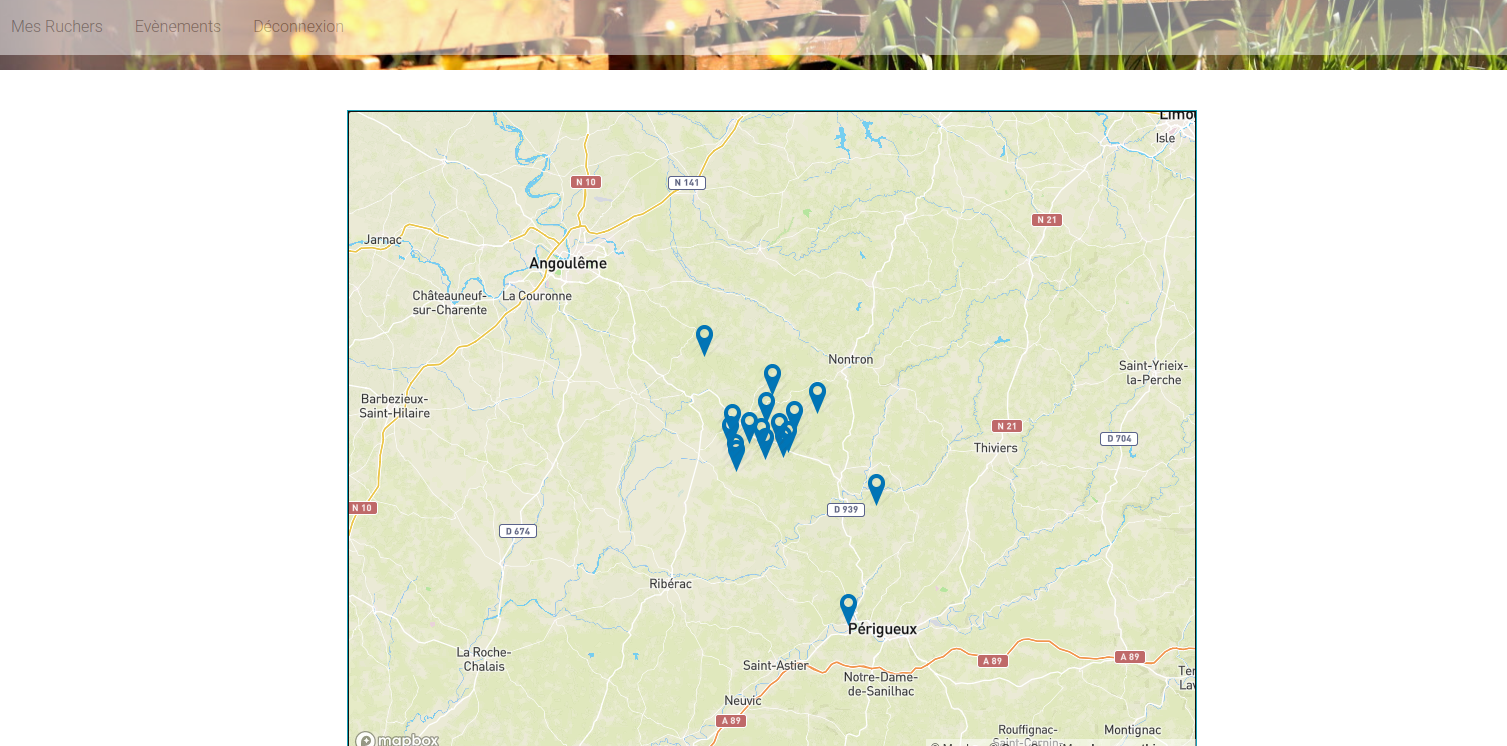 Mes Ruchers Evènements Déconnexion
Limo
Isle
N 10
N 141
N 21
Jarnac
Angoulême
Châteauneuf-
sur-Charente
La Couronne
Nontron
Saint-Yrieix-
la-Perche
Barbezieux-
Saint-Hilaire
N 21
D 704
Thiviers
N 10
D 939
D 674
Ribérac
Périgueux
La Roche-
Chalais
Saint-Astier
A 89
A 89
Notre-Dame-
de-Sanilhac
Ter
Lav
Neuvic
A 89
Rouffignac-
Saint-Cernin-
Montignac
mapbox